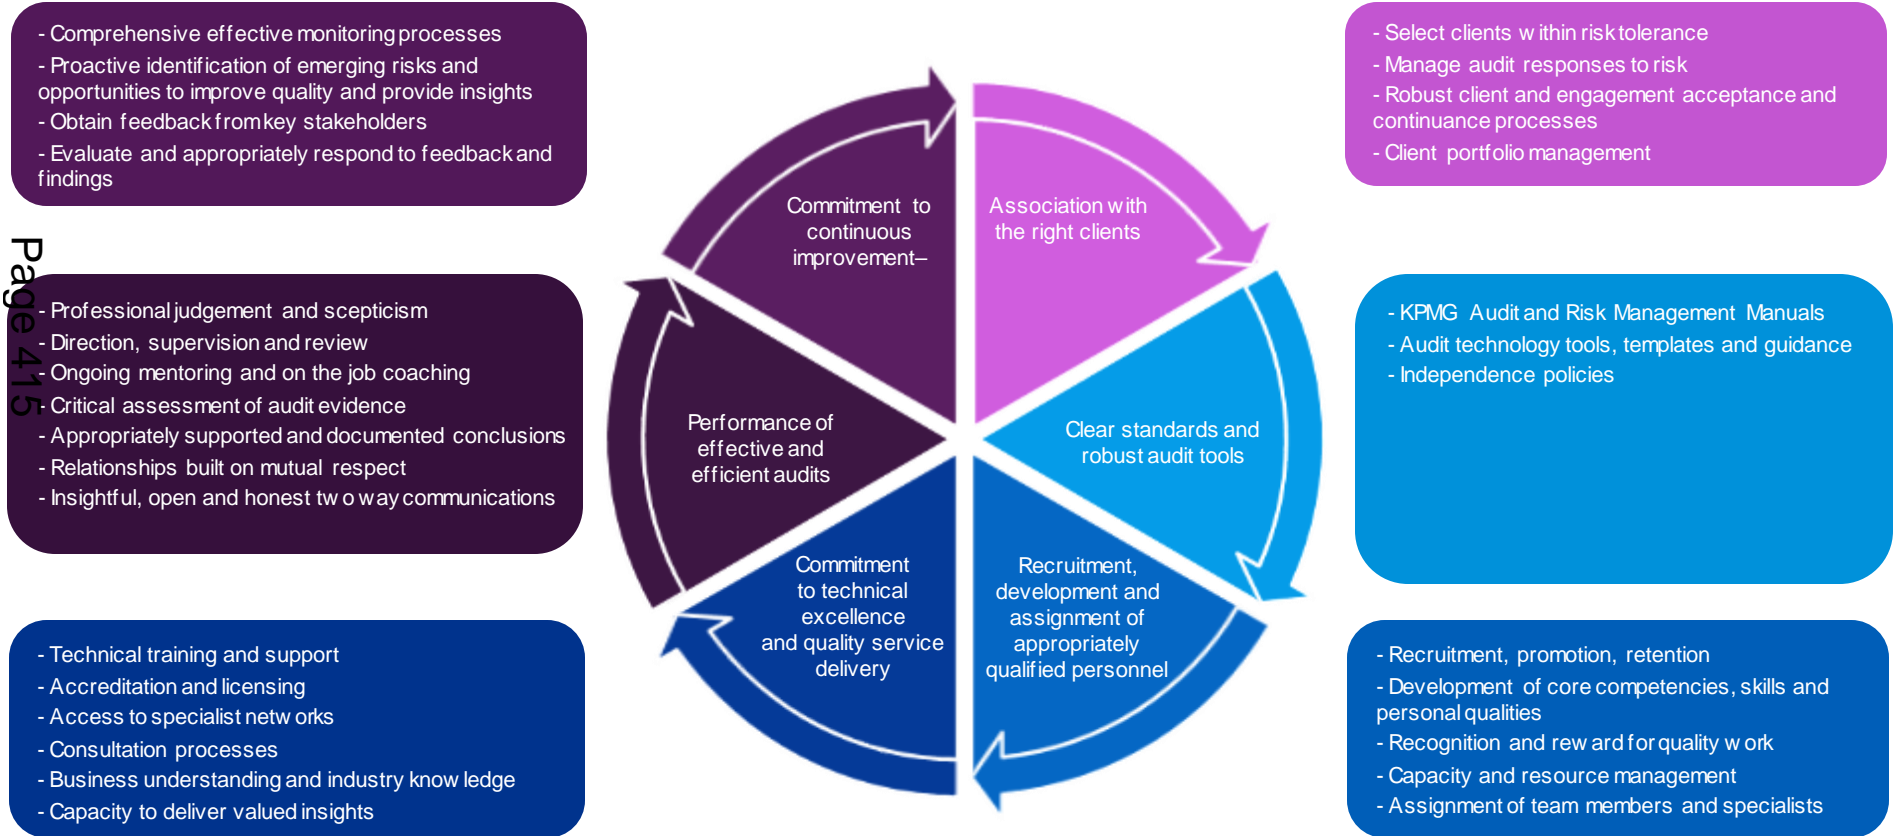 - Comprehensive effective monitoring processes
- Proactive identification of emerging risks and
opportunities to improve quality and provide insights
- Obtain feedback from key stakeholders
- Evaluate and appropriately respond to feedback and
findings
- Select clients within risk tolerance
- Manage audit responses to risk
- Robust client and engagement acceptance and
continuance processes
- Client portfolio management
Commitment to
continuous
improvement–
Association with
the right clients
Page 415
- Professional judgement and scepticism
- Direction, supervision and review
- Ongoing mentoring and on the job coaching
- Critical assessment of audit evidence
- Appropriately supported and documented conclusions
- Relationships built on mutual respect
- Insightful, open and honest two way communications
Performance of
effective and
efficient audits
Clear standards and
robust audit tools
- KPMG Audit and Risk Management Manuals
- Audit technology tools, templates and guidance
- Independence policies
Commitment
to technical
excellence
and quality service
delivery
Recruitment,
development and
assignment of
appropriately
qualified personnel
- Technical training and support
- Accreditation and licensing
- Access to specialist networks
- Consultation processes
- Business understanding and industry knowledge
- Capacity to deliver valued insights
- Recruitment, promotion, retention
- Development of core competencies, skills and
personal qualities
- Recognition and reward for quality work
- Capacity and resource management
- Assignment of team members and specialists